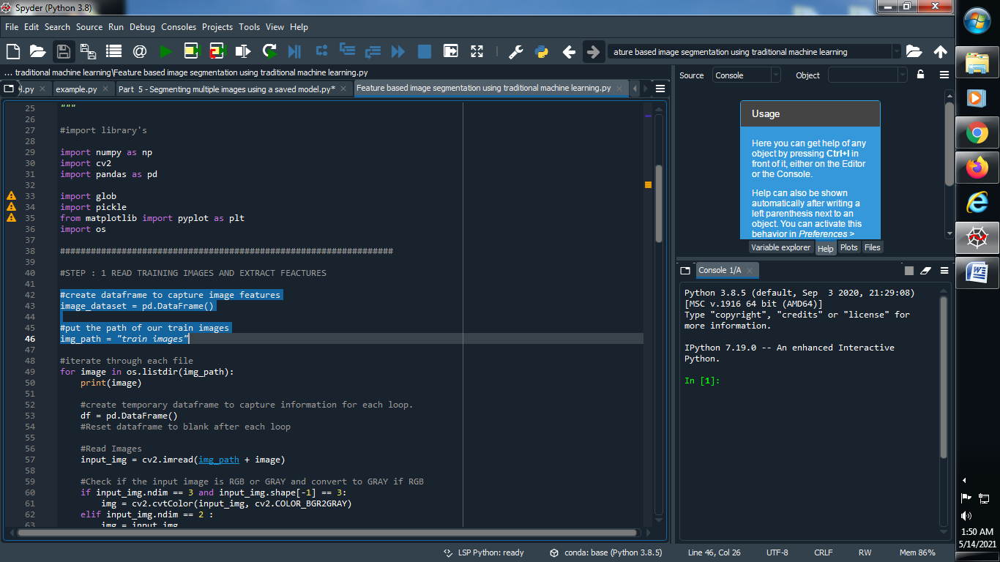 Spyder (Python 3.8)
File Edit Search Source Run Debug Consoles Projects Tools View Help
ature based image segmentation using traditional machine learning
... traditional machine learning\Feature based image segmentation using traditional machine learning.py
el.py example.py Part 5 - Segmenting multiple images using a saved model.py* Feature based image segmentation using traditional machine learning.py
25 """
26
27 #import library's
28
29 import numpy as np
30 import cv2
31 import pandas as pd
32
33 import glob
34 import pickle
35 from matplotlib import pyplot as plt
36 import os
37
38 #################################################################
39
40 #STEP : 1 READ TRAINING IMAGES AND EXTRACT FEACTURES
41
42 #create dataframe to capture image features
43 image_dataset = pd.DataFrame()
44
45 #put the path of our train images
46 img_path = "train images"
47
48 #iterate through each file
49 for image in os.listdir(img_path):
50 print(image)
51
52 #create temporary dataframe to capture information for each loop.
53 df = pd.DataFrame()
54 #Reset dataframe to blank after each loop
55
56 #Read Images
57 input_img = cv2.imread(img_path + image)
58
59 #Check if the input image is RGB or GRAY and convert to GRAY if RGB
60 if input_img.ndim == 3 and input_img.shape[-1] == 3:
61 img = cv2.cvtColor(input_img, cv2.COLOR_BGR2GRAY)
62 elif input_img.ndim == 2 :
63 img = input_img
Source Console Object
Usage
Here you can get help of any
object by pressing Ctrl+I in
front of it, either on the Editor
or the Console.
Help can also be shown
automatically after writing a
left parenthesis next to an
object. You can activate this
behavior in Preferences >
Variable explorer Help Plots Files
Console 1/A
Python 3.8.5 (default, Sep 3 2020, 21:29:08)
[MSC v.1916 64 bit (AMD64)]
Type "copyright", "credits" or "license" for
more information.
IPython 7.19.0 -- An enhanced Interactive
Python.
In [1]:
LSP Python: ready conda: base (Python 3.8.5) Line 46, Col 26 UTF-8 CRLF RW Mem 86%
1:50 AM
5/14/2021